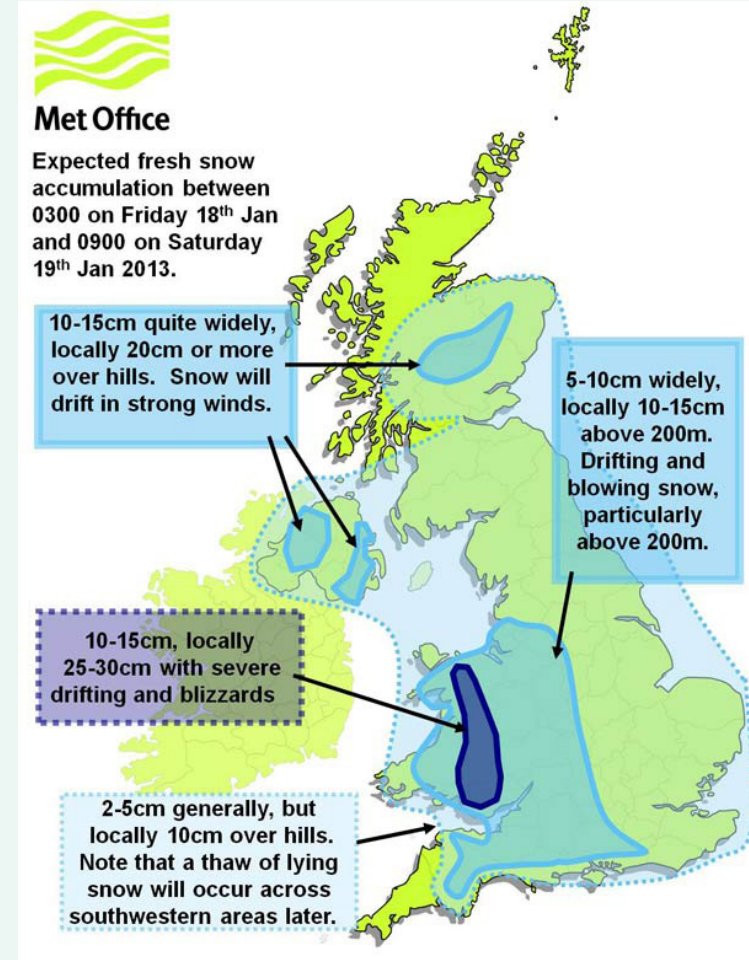 Met Office
Expected fresh snow
accumulation between
0300 on Friday 18th Jan
and 0900 on Saturday
19th Jan 2013.
10-15cm quite widely,
locally 20cm or more
over hills. Snow will
drift in strong winds.
5-10cm widely,
locally 10-15cm
above 200m.
Drifting and
blowing snow,
particularly
above 200m.
10-15cm, locally
25-30cm with severe
drifting and blizzards
2-5cm generally, but
locally 10cm over hills.
Note that a thaw of lying
snow will occur across
southwestern areas later.